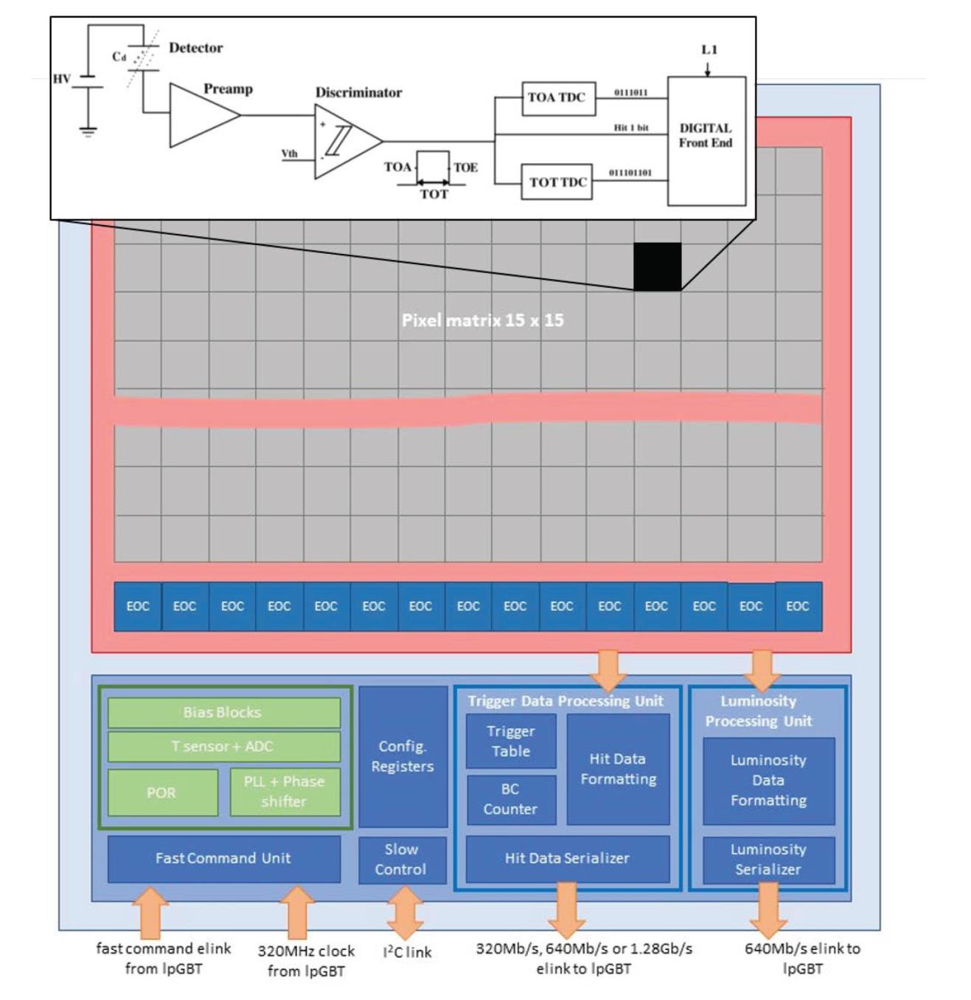 L1
Detector
Cd
HV
Preamp
Discriminator
TOA TDC
0111011
DIGITAL
Front End
Hit 1 bit
+
Vth
-
TOA
TOE
TOT
TOT TDC
011101101
Pixel matrix 15 x 15
EOC EOC EOC EOC EOC EOC EOC EOC EOC EOC EOC EOC EOC EOC EOC
Bias Blocks
T sensor + ADC
POR
PLL + Phase
shifter
Fast Command Unit
Config.
Registers
Slow
Control
Trigger Data Processing Unit
Trigger
Table
BC
Counter
Hit Data
Formatting
Hit Data Serializer
Luminosity
Processing Unit
Luminosity
Data
Formatting
Luminosity
Serializer
fast command elink
from lpGBT
320MHz clock
from lpGBT
I²C link
320Mb/s, 640Mb/s or 1.28Gb/s
elink to lpGBT
640Mb/s elink to
lpGBT